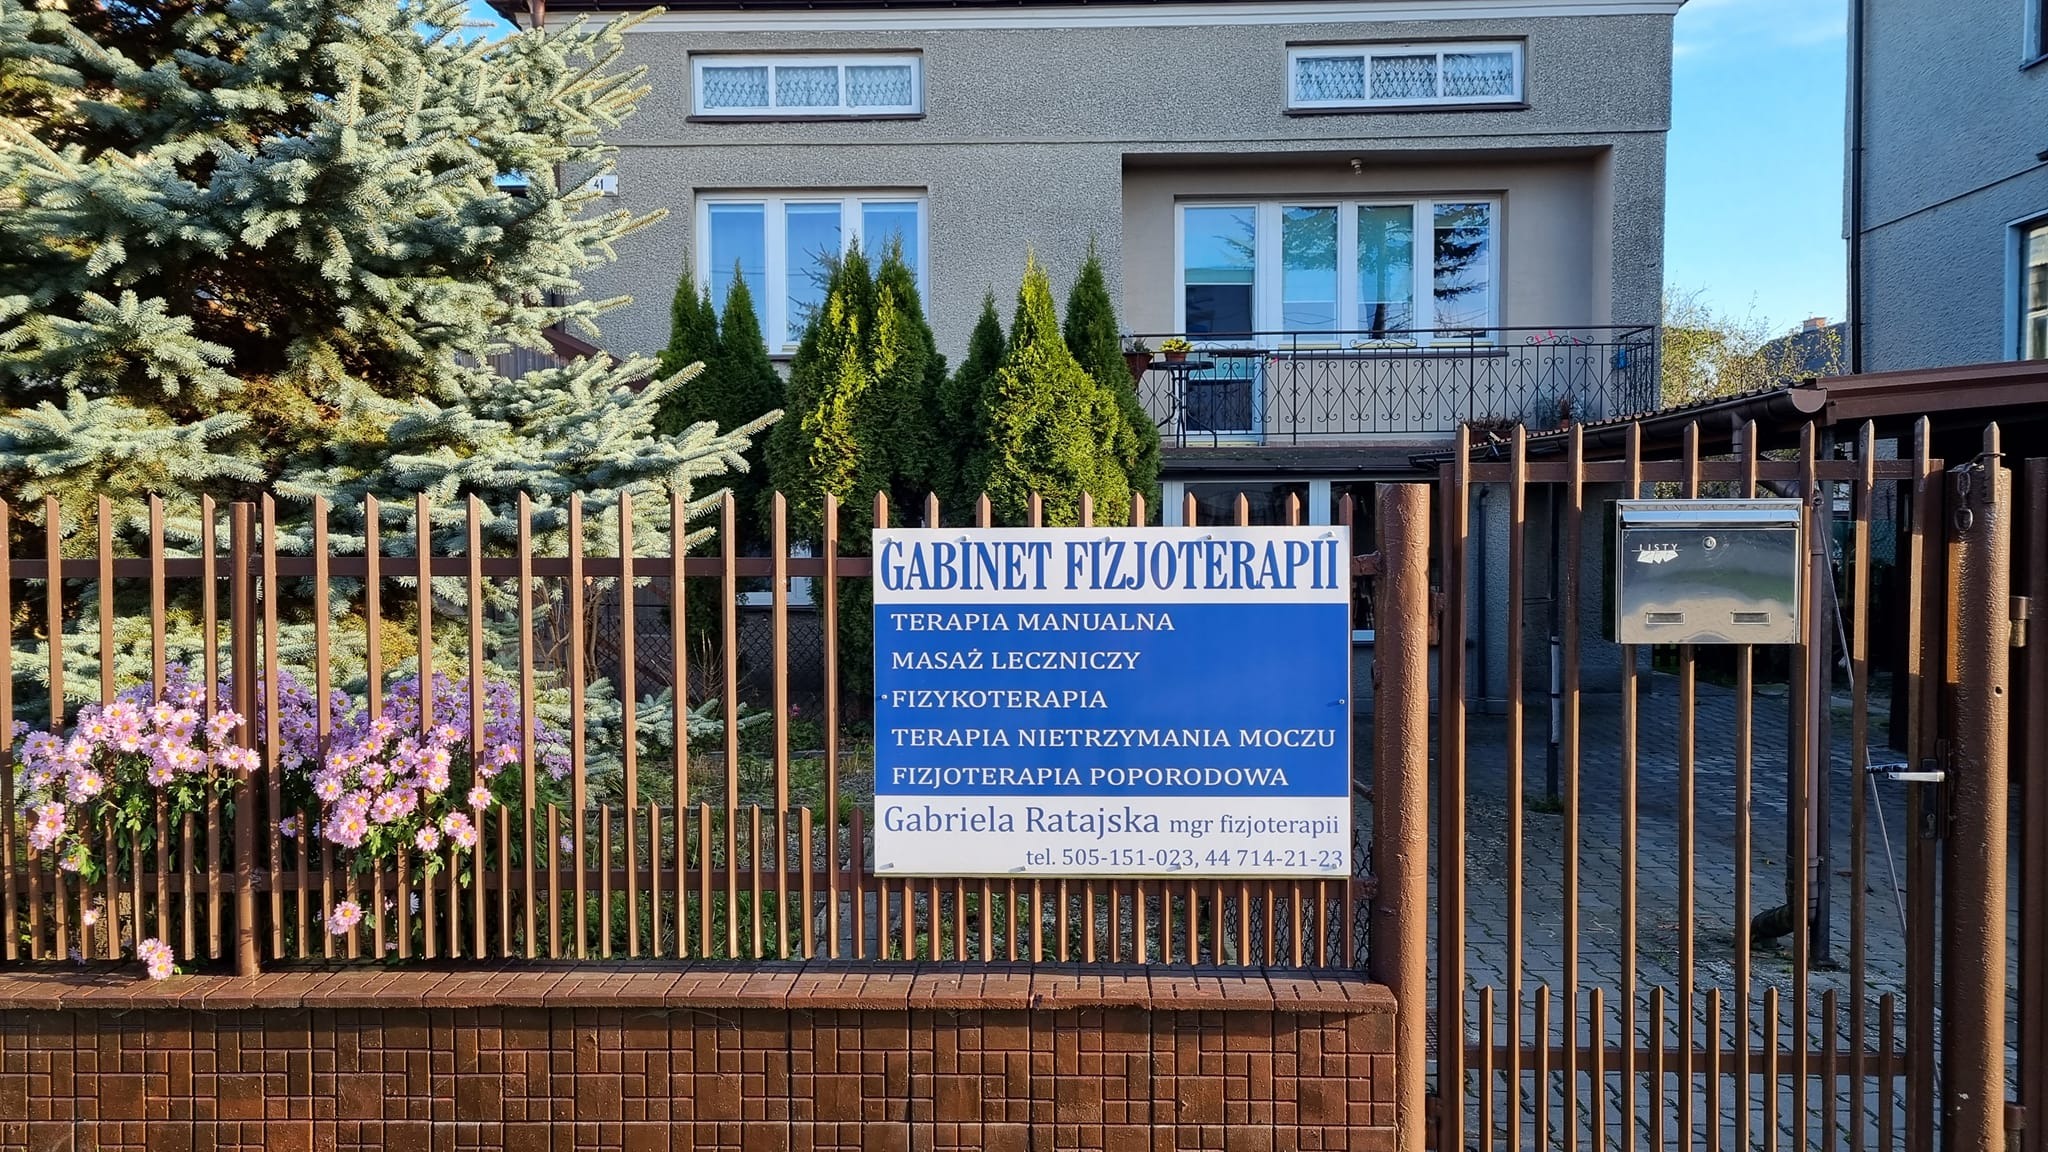 41
GABINET FIZJOTERAPII
TERAPIA MANUALNA
MASAŻ LECZNICZY
FIZYKOTERAPIA
TERAPIA NIETRZYMANIA MOCZU
FIZJOTERAPIA POPORODOWA
Gabriela Ratajska mgr fizjoterapii
tel. 505-151-023, 44 714-21-23
LISTY